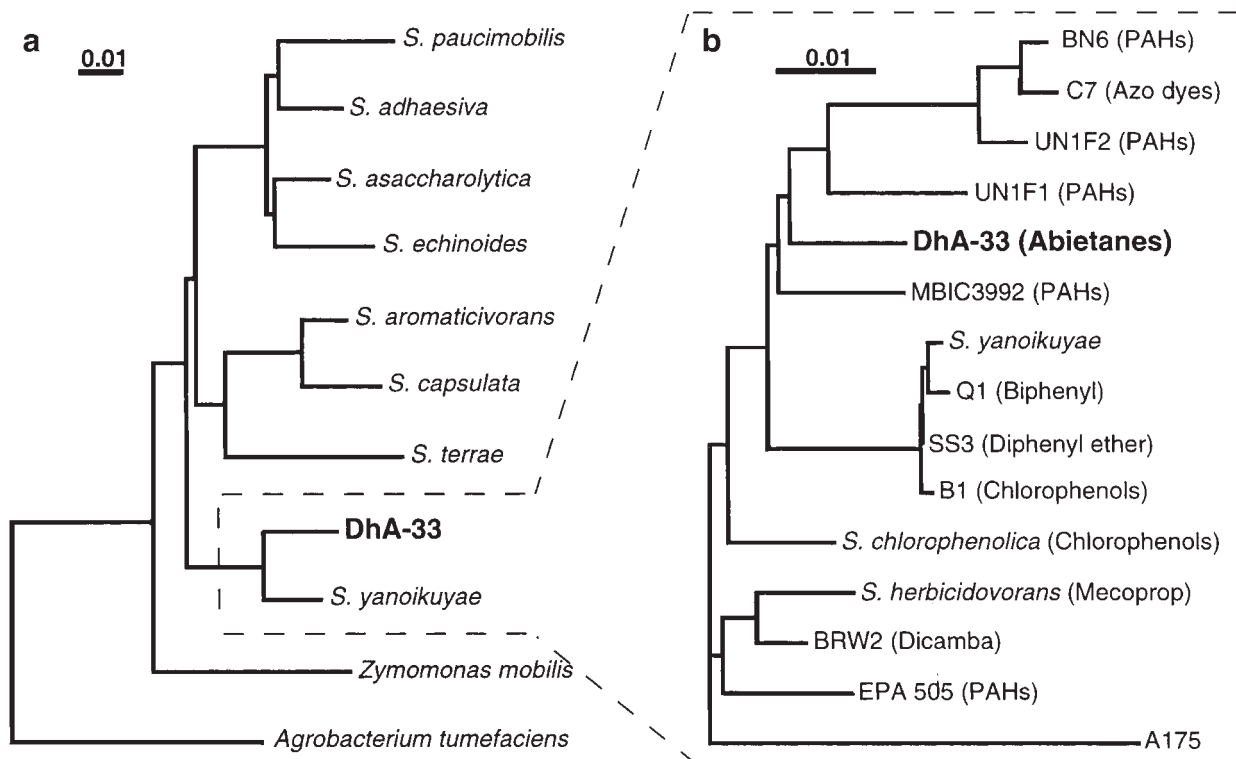 a
0.01
S. paucimobilis
S. adhaesiva
S. asaccharolytica
S. echinoides
S. aromaticivorans
S. capsulata
S. terrae
DhA-33
S. yanoikuyae
Zymomonas mobilis
Agrobacterium tumefaciens
b
0.01
BN6 (PAHs)
C7 (Azo dyes)
UN1F2 (PAHs)
UN1F1 (PAHs)
DhA-33 (Abietanes)
MBIC3992 (PAHs)
S. yanoikuyae
Q1 (Biphenyl)
SS3 (Diphenyl ether)
B1 (Chlorophenols)
S. chlorophenolica (Chlorophenols)
S. herbicidovorans (Mecoprop)
BRW2 (Dicamba)
EPA 505 (PAHs)
A175